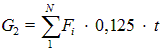 G₂ = ∑₁ᴺ Fᵢ · 0,125 · t